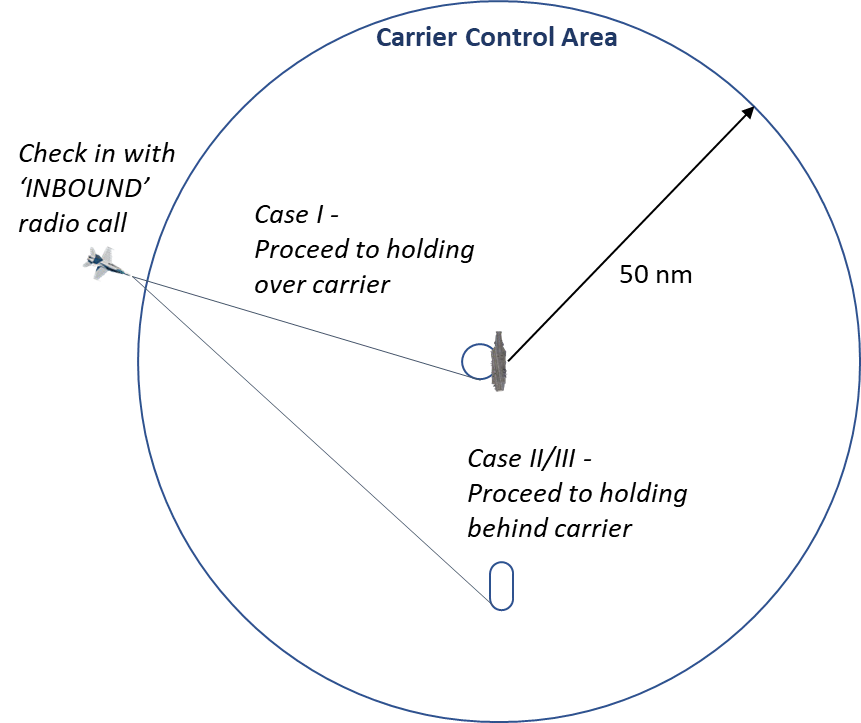 Carrier Control Area
Check in with
‘INBOUND’
radio call
Case I -
Proceed to holding
over carrier
50 nm
Case II/III -
Proceed to holding
behind carrier